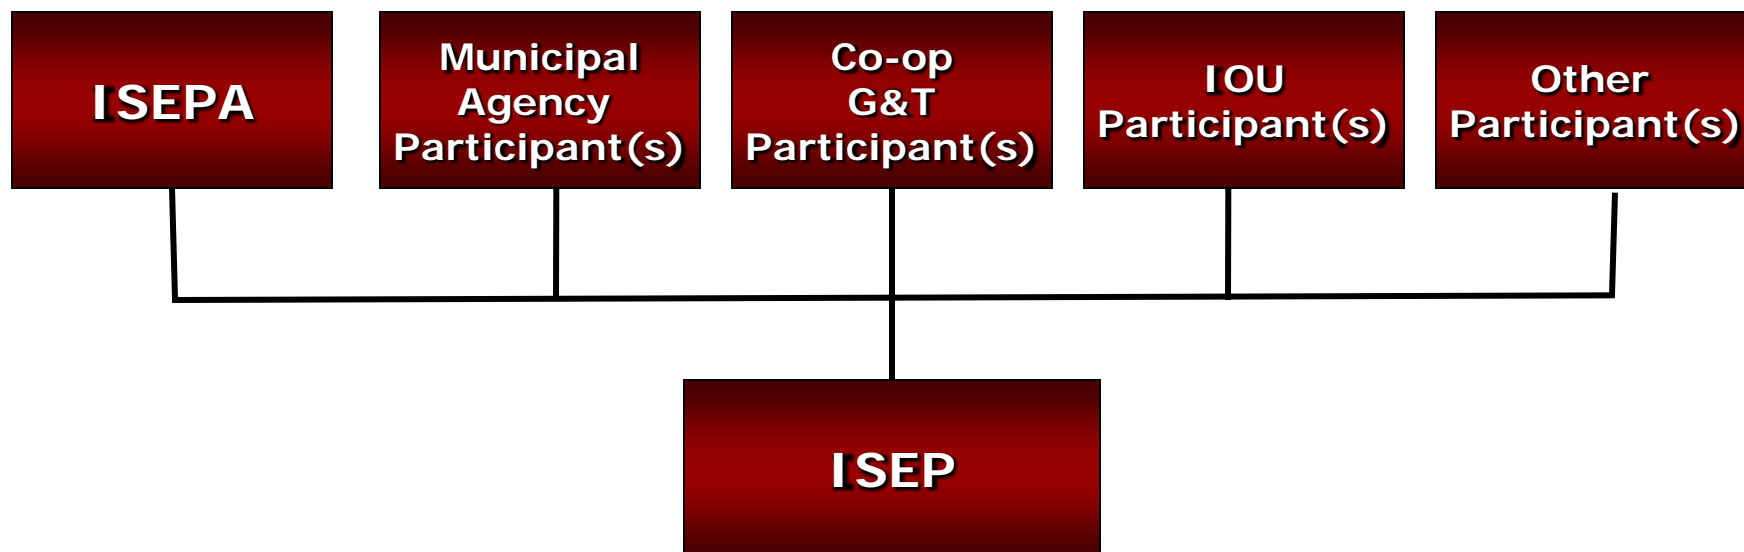 ISEPA
Municipal
Agency
Participant(s)
Co-op
G&T
Participant(s)
IOU
Participant(s)
Other
Participant(s)
ISEP